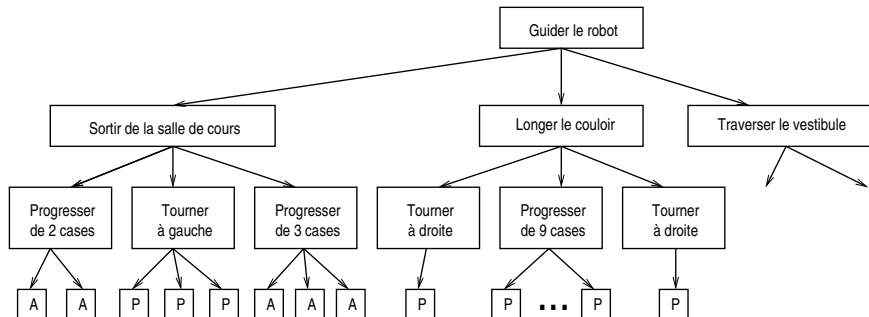 Guider le robot
Sortir de la salle de cours
Longer le couloir
Traverser le vestibule
Progresser
de 2 cases
Tourner
à gauche
Progresser
de 3 cases
Tourner
à droite
Progresser
de 9 cases
Tourner
à droite
A A P P P A A A P P ... P P